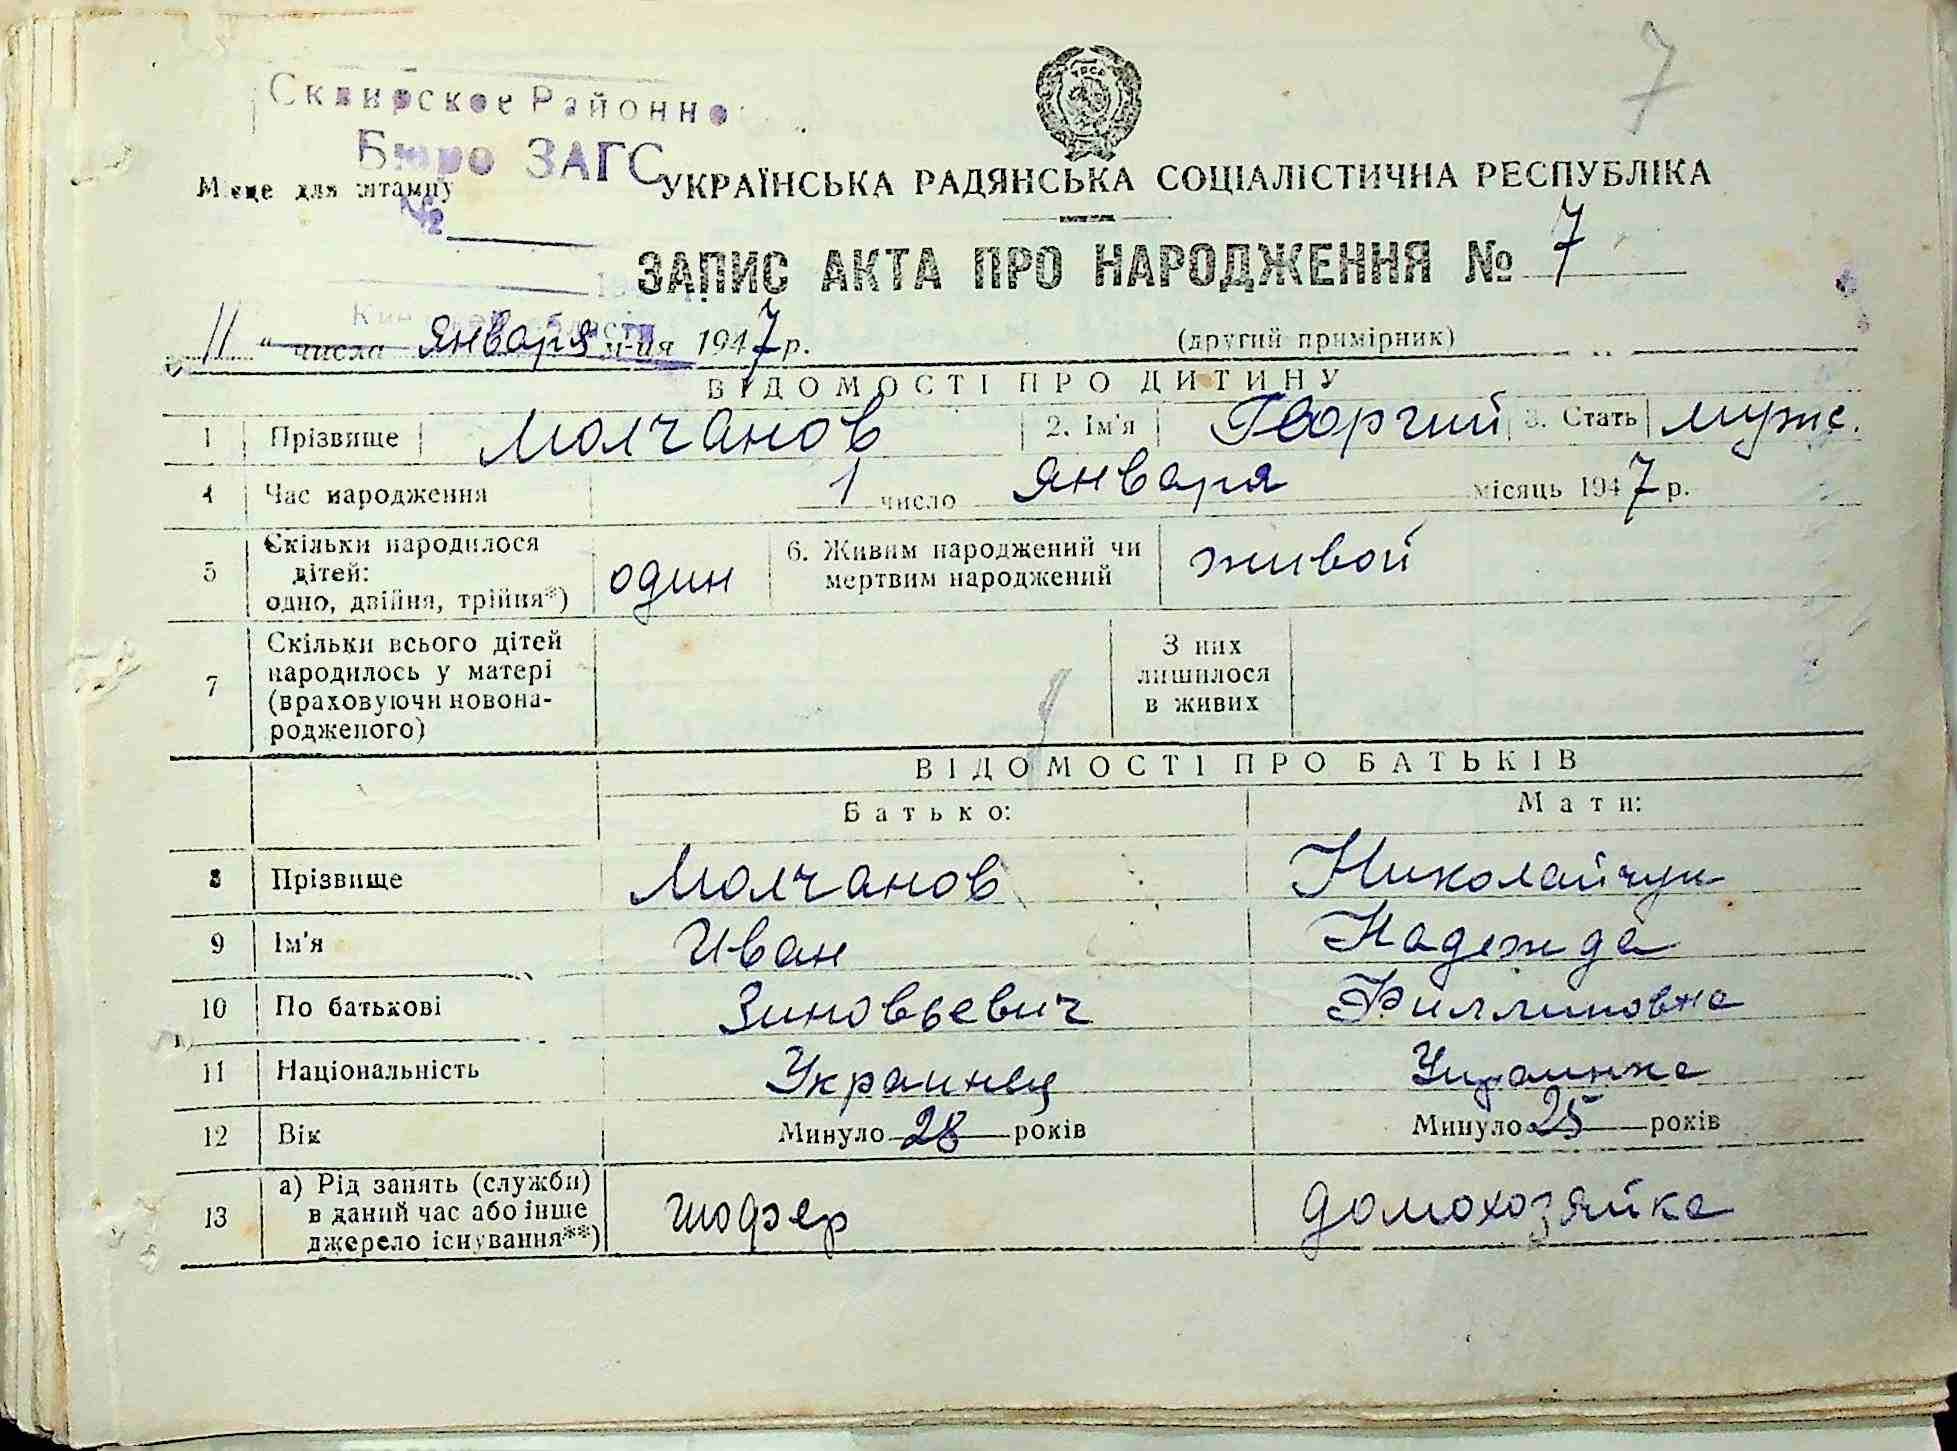 7
Сквирское Районно
Бюро ЗАГС
Місце для штампу
УКРАЇНСЬКА РАДЯНСЬКА СОЦІАЛІСТИЧНА РЕСПУБЛІКА
№
ЗАПИС АКТА ПРО НАРОДЖЕННЯ № 7
11 " числа января м-ця 1947 р. (другий примірник)
ВІДОМОСТІ ПРО ДИТИНУ
1 Прізвище Молчанов 2. Ім'я Георгий 3. Стать мужс.
4 Час народження 1 число января місяць 1947 р.
5 Скільки народилося дітей: одно, двійня, трійня*) один 6. Живим народжений чи мертвим народжений живой
7 Скільки всього дітей народилось у матері (враховуючи новонародженого) З них лишилося в живих
ВІДОМОСТІ ПРО БАТЬКІВ
Батько: Мати:
8 Прізвище Молчанов Николайчук
9 Ім'я Иван Надежда
10 По батькові Зиновьевич Филлиповна
11 Національність Украинец Украинка
12 Вік Минуло 28 років Минуло 25 років
13 а) Рід занять (служби) в даний час або інше джерело існування**) шофер домохозяйка